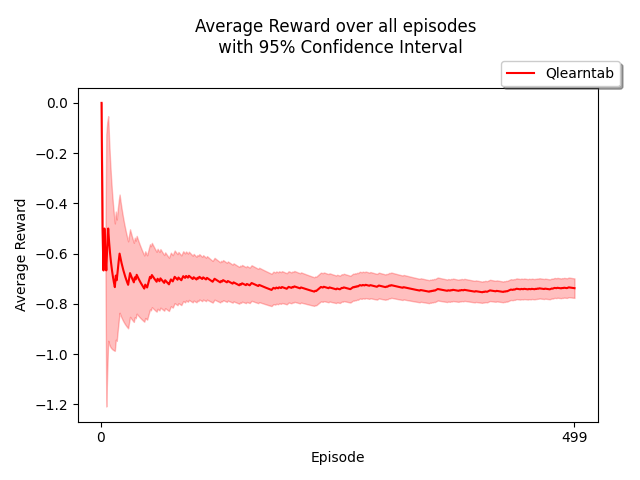 Average Reward over all episodes
with 95% Confidence Interval
Qlearntab
0.0
−0.2
−0.4
−0.6
−0.8
−1.0
−1.2
Average Reward
0
499
Episode